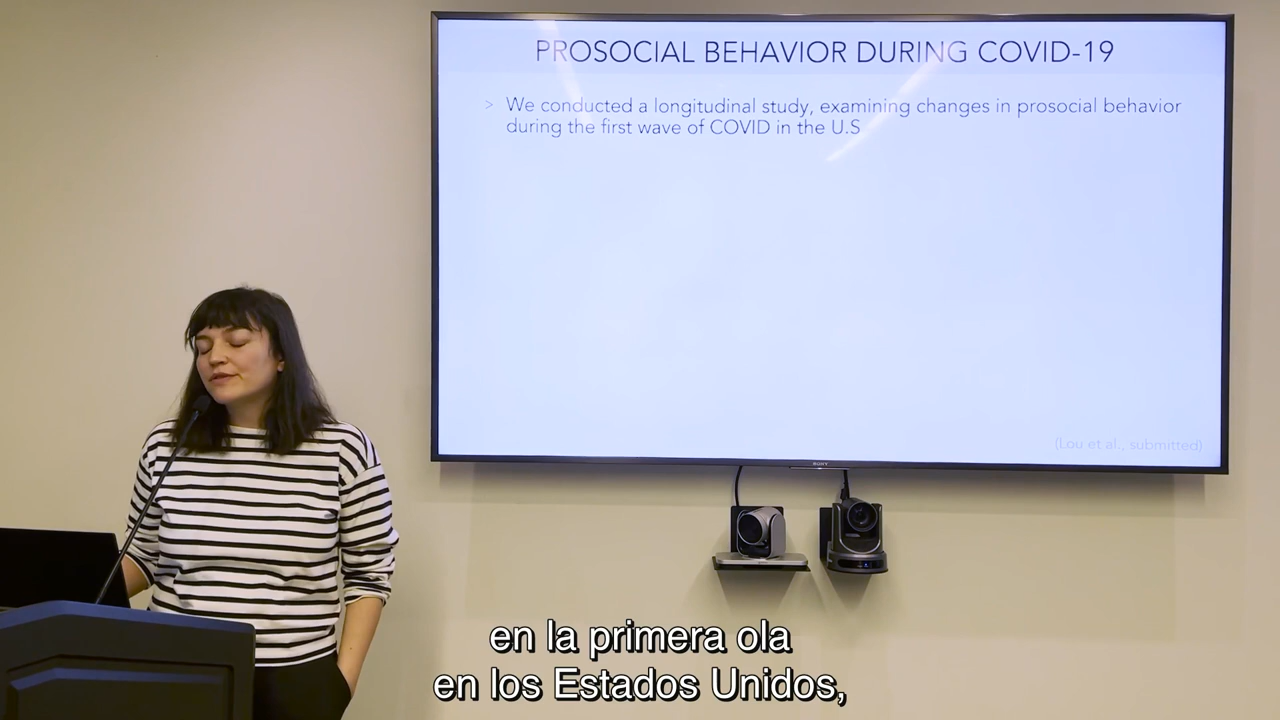 PROSOCIAL BEHAVIOR DURING COVID-19
> We conducted a longitudinal study, examining changes in prosocial behavior
during the first wave of COVID in the U.S
(Lou et al., submitted)
SONY
en la primera ola
en los Estados Unidos,